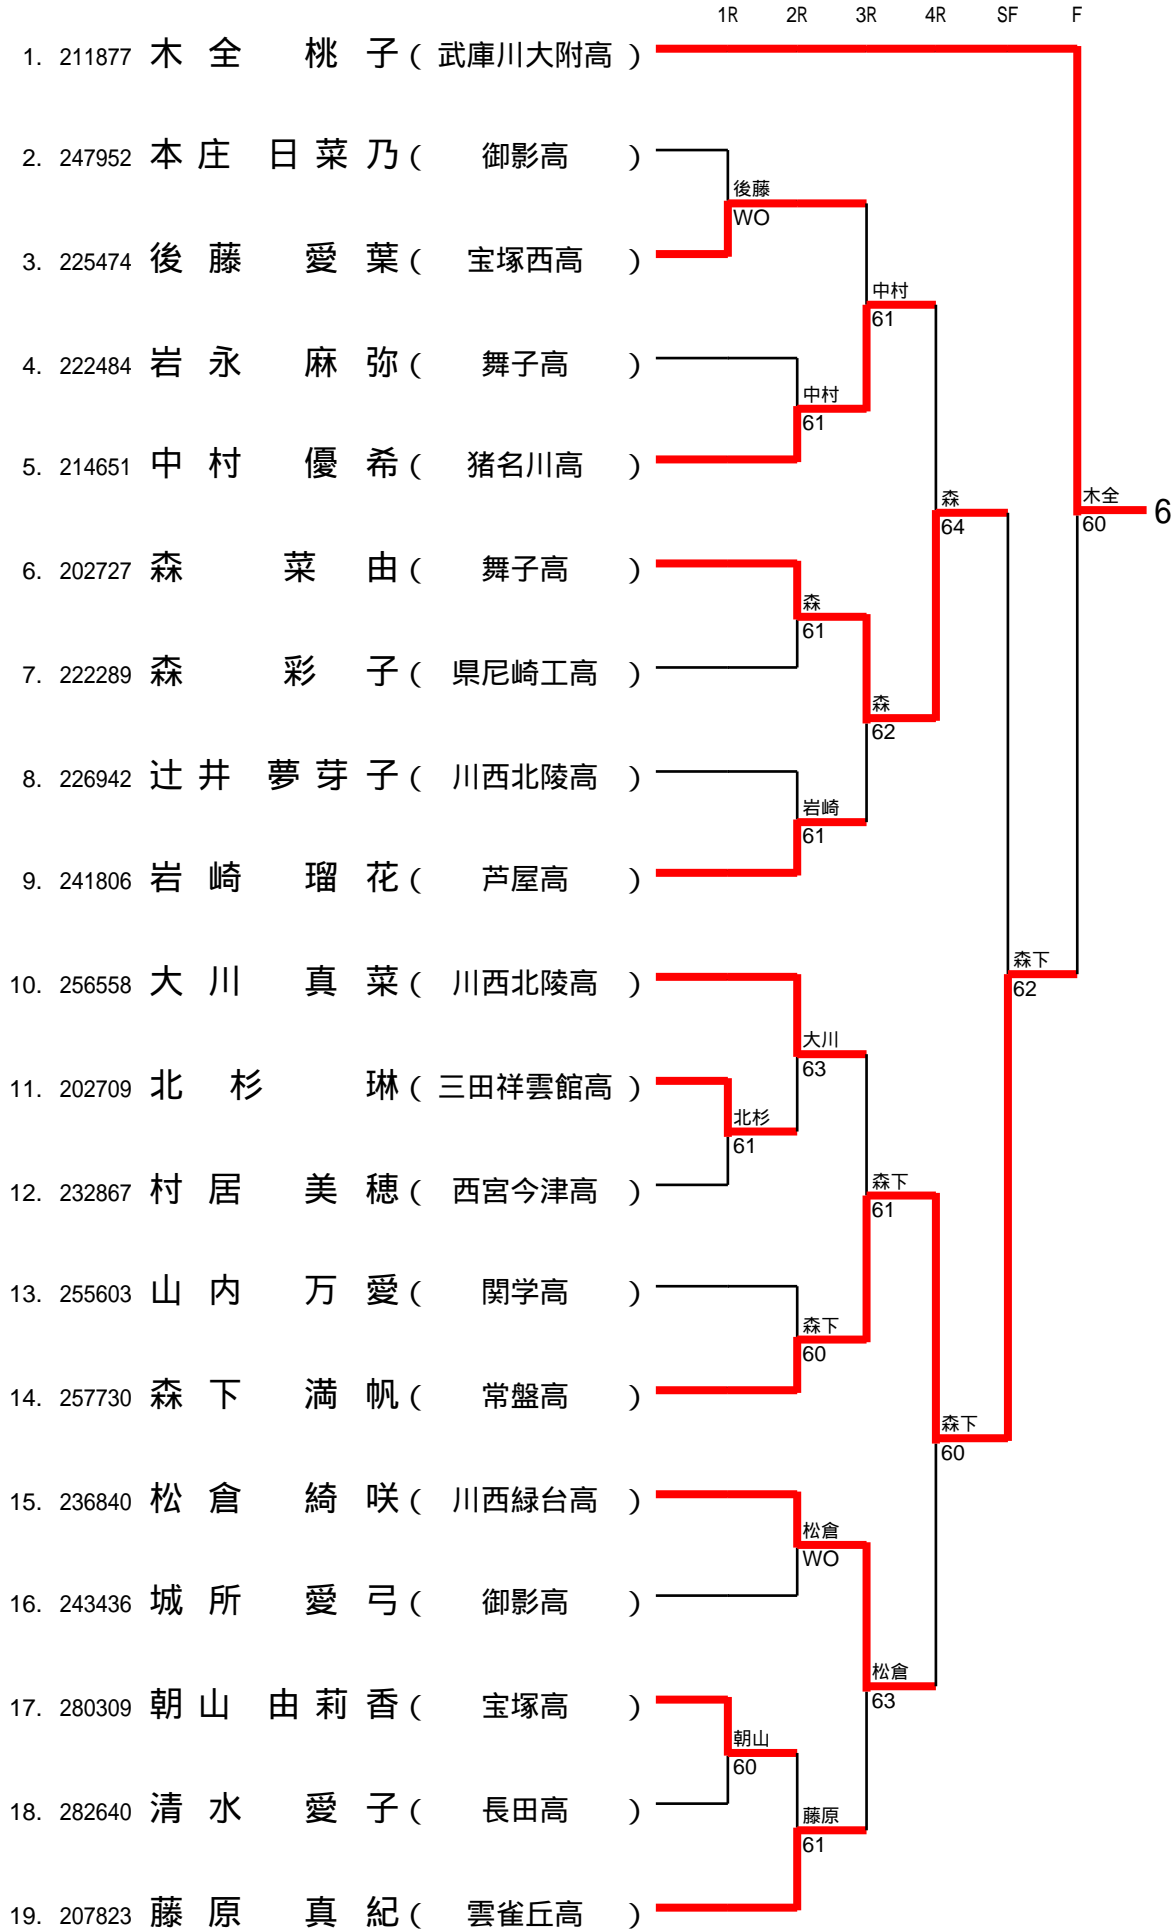 1R 2R 3R 4R SF F
1. 211877 木全 桃子 ( 武庫川大附高 )
2. 247952 本庄 日菜乃 ( 御影高 )
後藤
WO
3. 225474 後藤 愛葉 ( 宝塚西高 )
中村
61
4. 222484 岩永 麻弥 ( 舞子高 )
中村
61
5. 214651 中村 優希 ( 猪名川高 )
森
64
木全
60
6
6. 202727 森 菜由 ( 舞子高 )
森
61
7. 222289 森 彩子 ( 県尼崎工高 )
森
62
8. 226942 辻井 夢芽子 ( 川西北陵高 )
岩崎
61
9. 241806 岩崎 瑠花 ( 芦屋高 )
森下
62
10. 256558 大川 真菜 ( 川西北陵高 )
大川
63
11. 202709 北杉 琳 ( 三田祥雲館高 )
北杉
61
12. 232867 村居 美穂 ( 西宮今津高 )
森下
61
13. 255603 山内 万愛 ( 関学高 )
森下
60
14. 257730 森下 満帆 ( 常盤高 )
森下
60
15. 236840 松倉 綺咲 ( 川西緑台高 )
松倉
WO
16. 243436 城所 愛弓 ( 御影高 )
松倉
63
17. 280309 朝山 由莉香 ( 宝塚高 )
朝山
60
18. 282640 清水 愛子 ( 長田高 )
藤原
61
19. 207823 藤原 真紀 ( 雲雀丘高 )